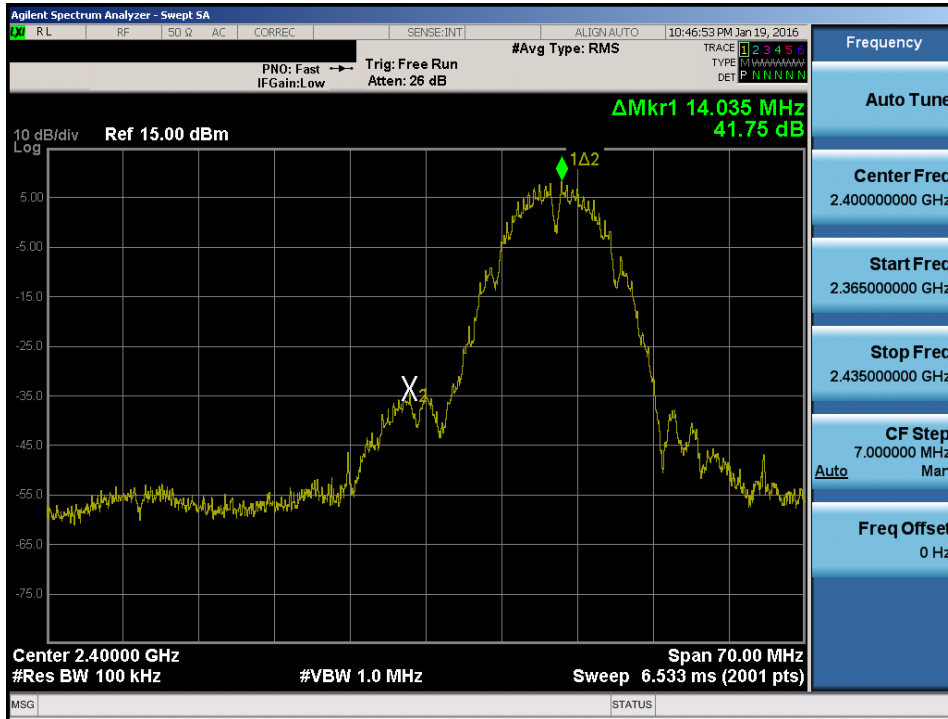 Agilent Spectrum Analyzer - Swept SA
LXI RL RF 50 Ω AC CORREC SENSE:INT ALIGN AUTO 10:46:53 PM Jan 19, 2016
#Avg Type: RMS TRACE 1 2 3 4 5 6
PNO: Fast Trig: Free Run TYPE MWWWWW
IFGain:Low Atten: 26 dB DET P N N N N N
ΔMkr1 14.035 MHz
41.75 dB
10 dB/div Ref 15.00 dBm
Log
1Δ2
5.00
-5.00
-15.0
-25.0
-35.0
X2
-45.0
-55.0
-65.0
-75.0
Center 2.40000 GHz Span 70.00 MHz
#Res BW 100 kHz #VBW 1.0 MHz Sweep 6.533 ms (2001 pts)
MSG STATUS
Frequency
Auto Tune
Center Freq
2.400000000 GHz
Start Freq
2.365000000 GHz
Stop Freq
2.435000000 GHz
CF Step
7.000000 MHz
Auto Man
Freq Offset
0 Hz